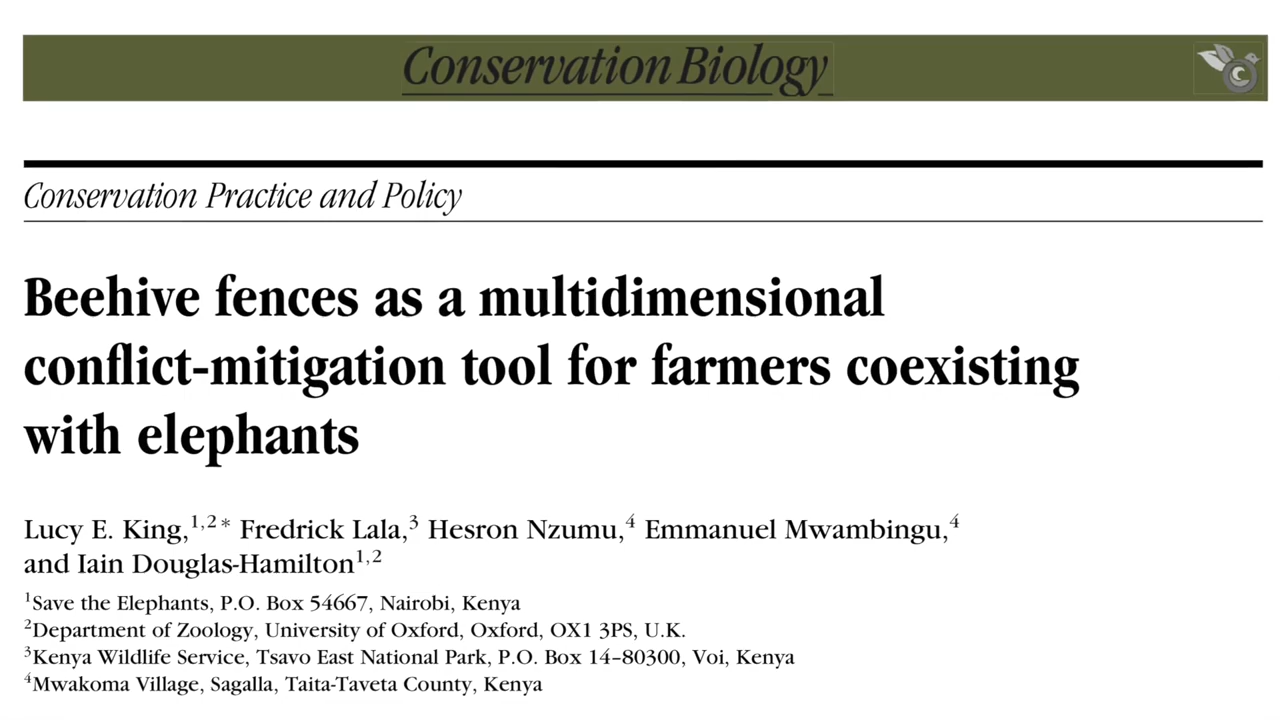 Conservation Biology
Conservation Practice and Policy
Beehive fences as a multidimensional
conflict-mitigation tool for farmers coexisting
with elephants
Lucy E. King,1,2* Fredrick Lala,3 Hesron Nzumu,4 Emmanuel Mwambingu,4
and Iain Douglas-Hamilton1,2
1Save the Elephants, P.O. Box 54667, Nairobi, Kenya
2Department of Zoology, University of Oxford, Oxford, OX1 3PS, U.K.
3Kenya Wildlife Service, Tsavo East National Park, P.O. Box 14–80300, Voi, Kenya
4Mwakoma Village, Sagalla, Taita-Taveta County, Kenya